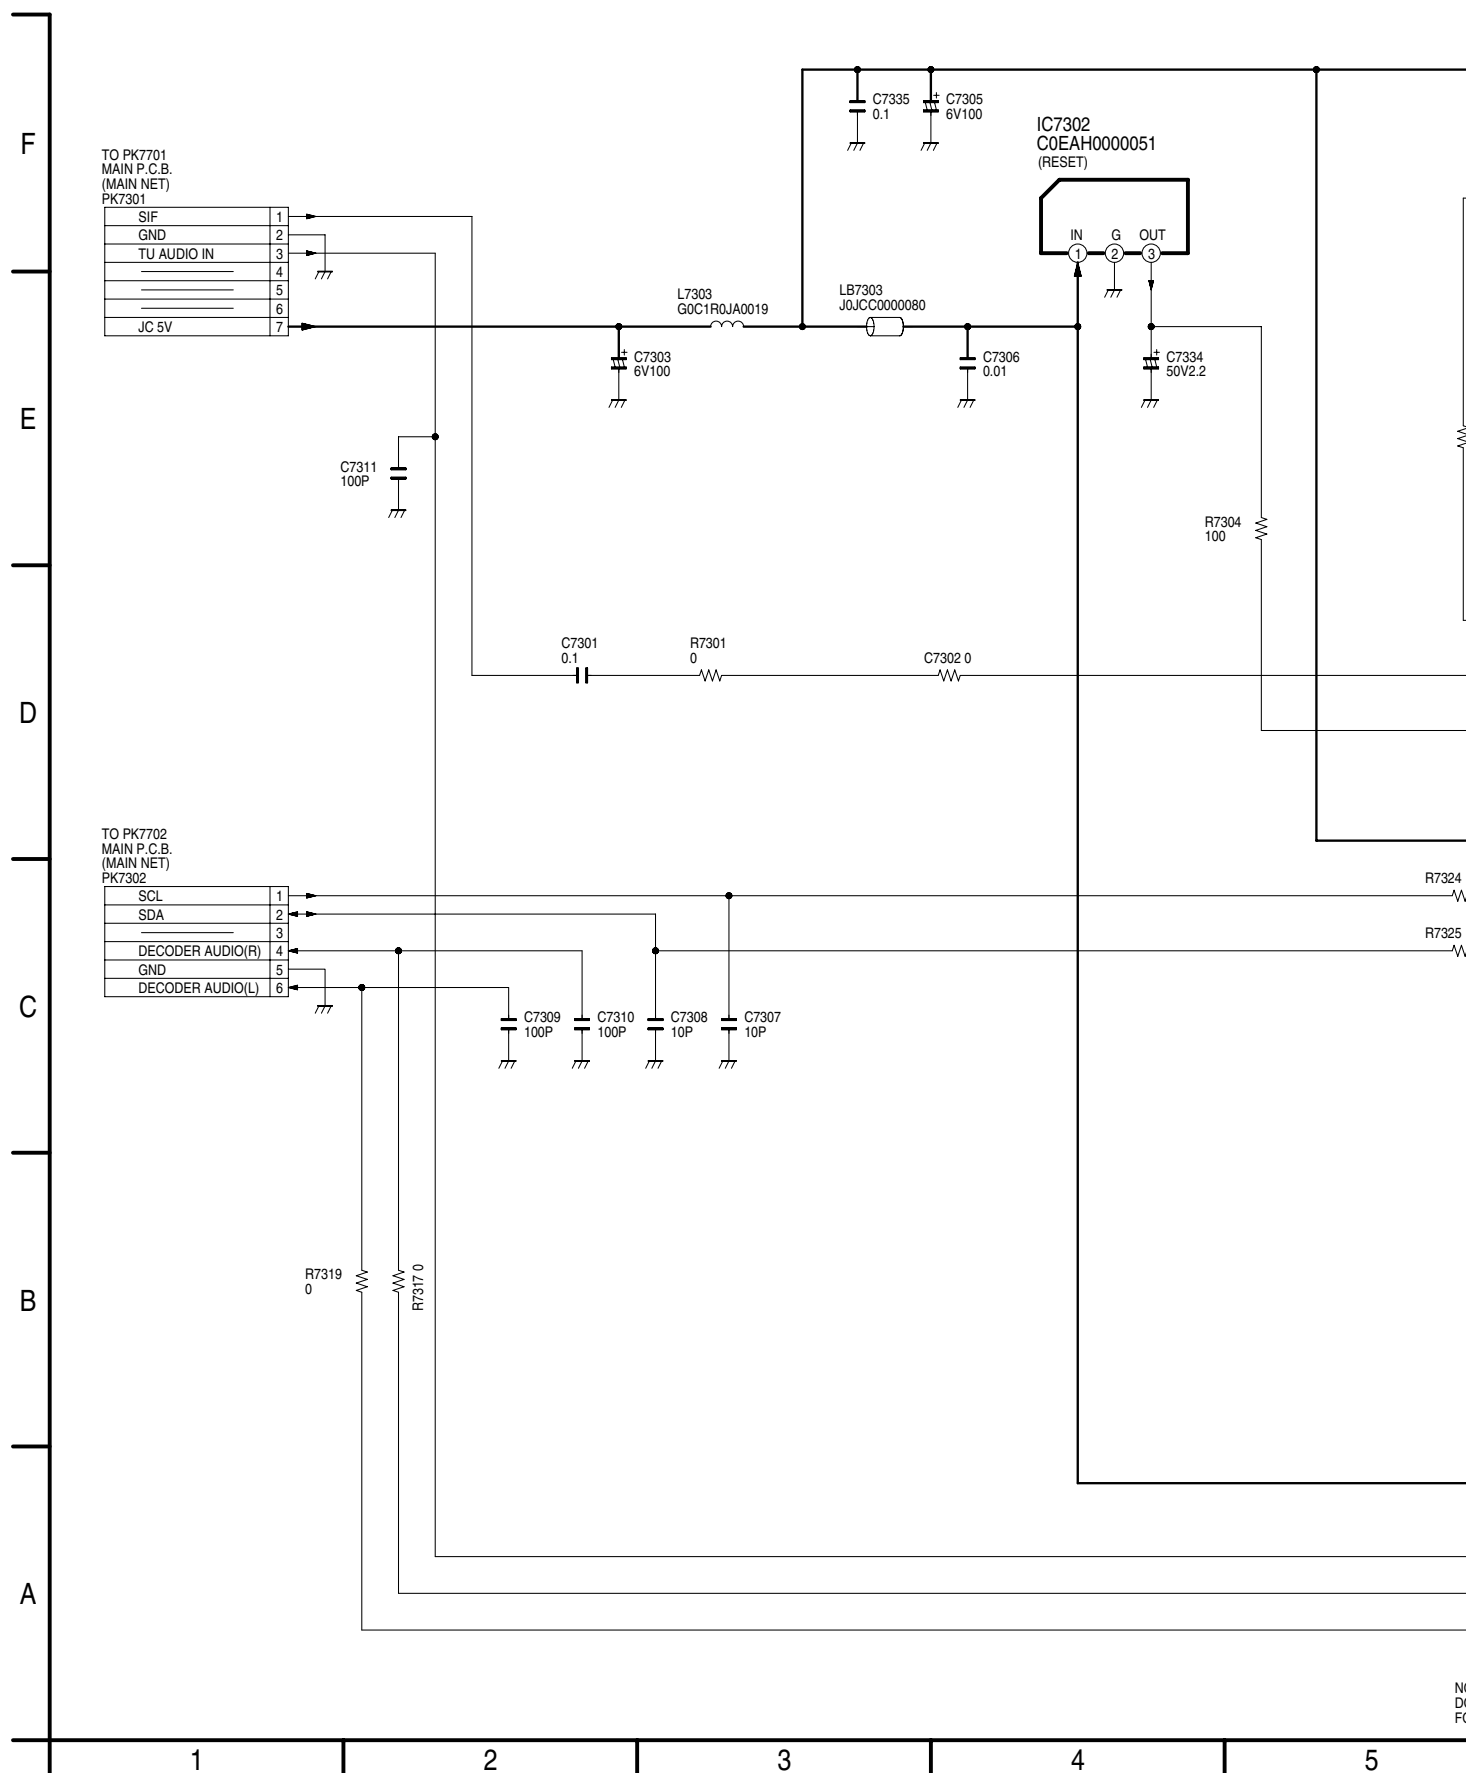 F
E
D
C
B
A
1
2
3
4
5
C7335
0.1
+
C7305
6V100
IC7302
C0EAH0000051
(RESET)
IN
G
OUT
1
2
3
TO PK7701
MAIN P.C.B.
(MAIN NET)
PK7301
SIF 1
GND 2
TU AUDIO IN 3
4
5
6
JC 5V 7
L7303
G0C1R0JA0019
LB7303
J0JCC0000080
+
C7303
6V100
C7306
0.01
+
C7334
50V2.2
C7311
100P
R7304
100
C7301
0.1
R7301
0
C7302 0
TO PK7702
MAIN P.C.B.
(MAIN NET)
PK7302
SCL 1
SDA 2
3
DECODER AUDIO(R) 4
GND 5
DECODER AUDIO(L) 6
R7324
R7325
C7309
100P
C7310
100P
C7308
10P
C7307
10P
R7319
0
R7317 0